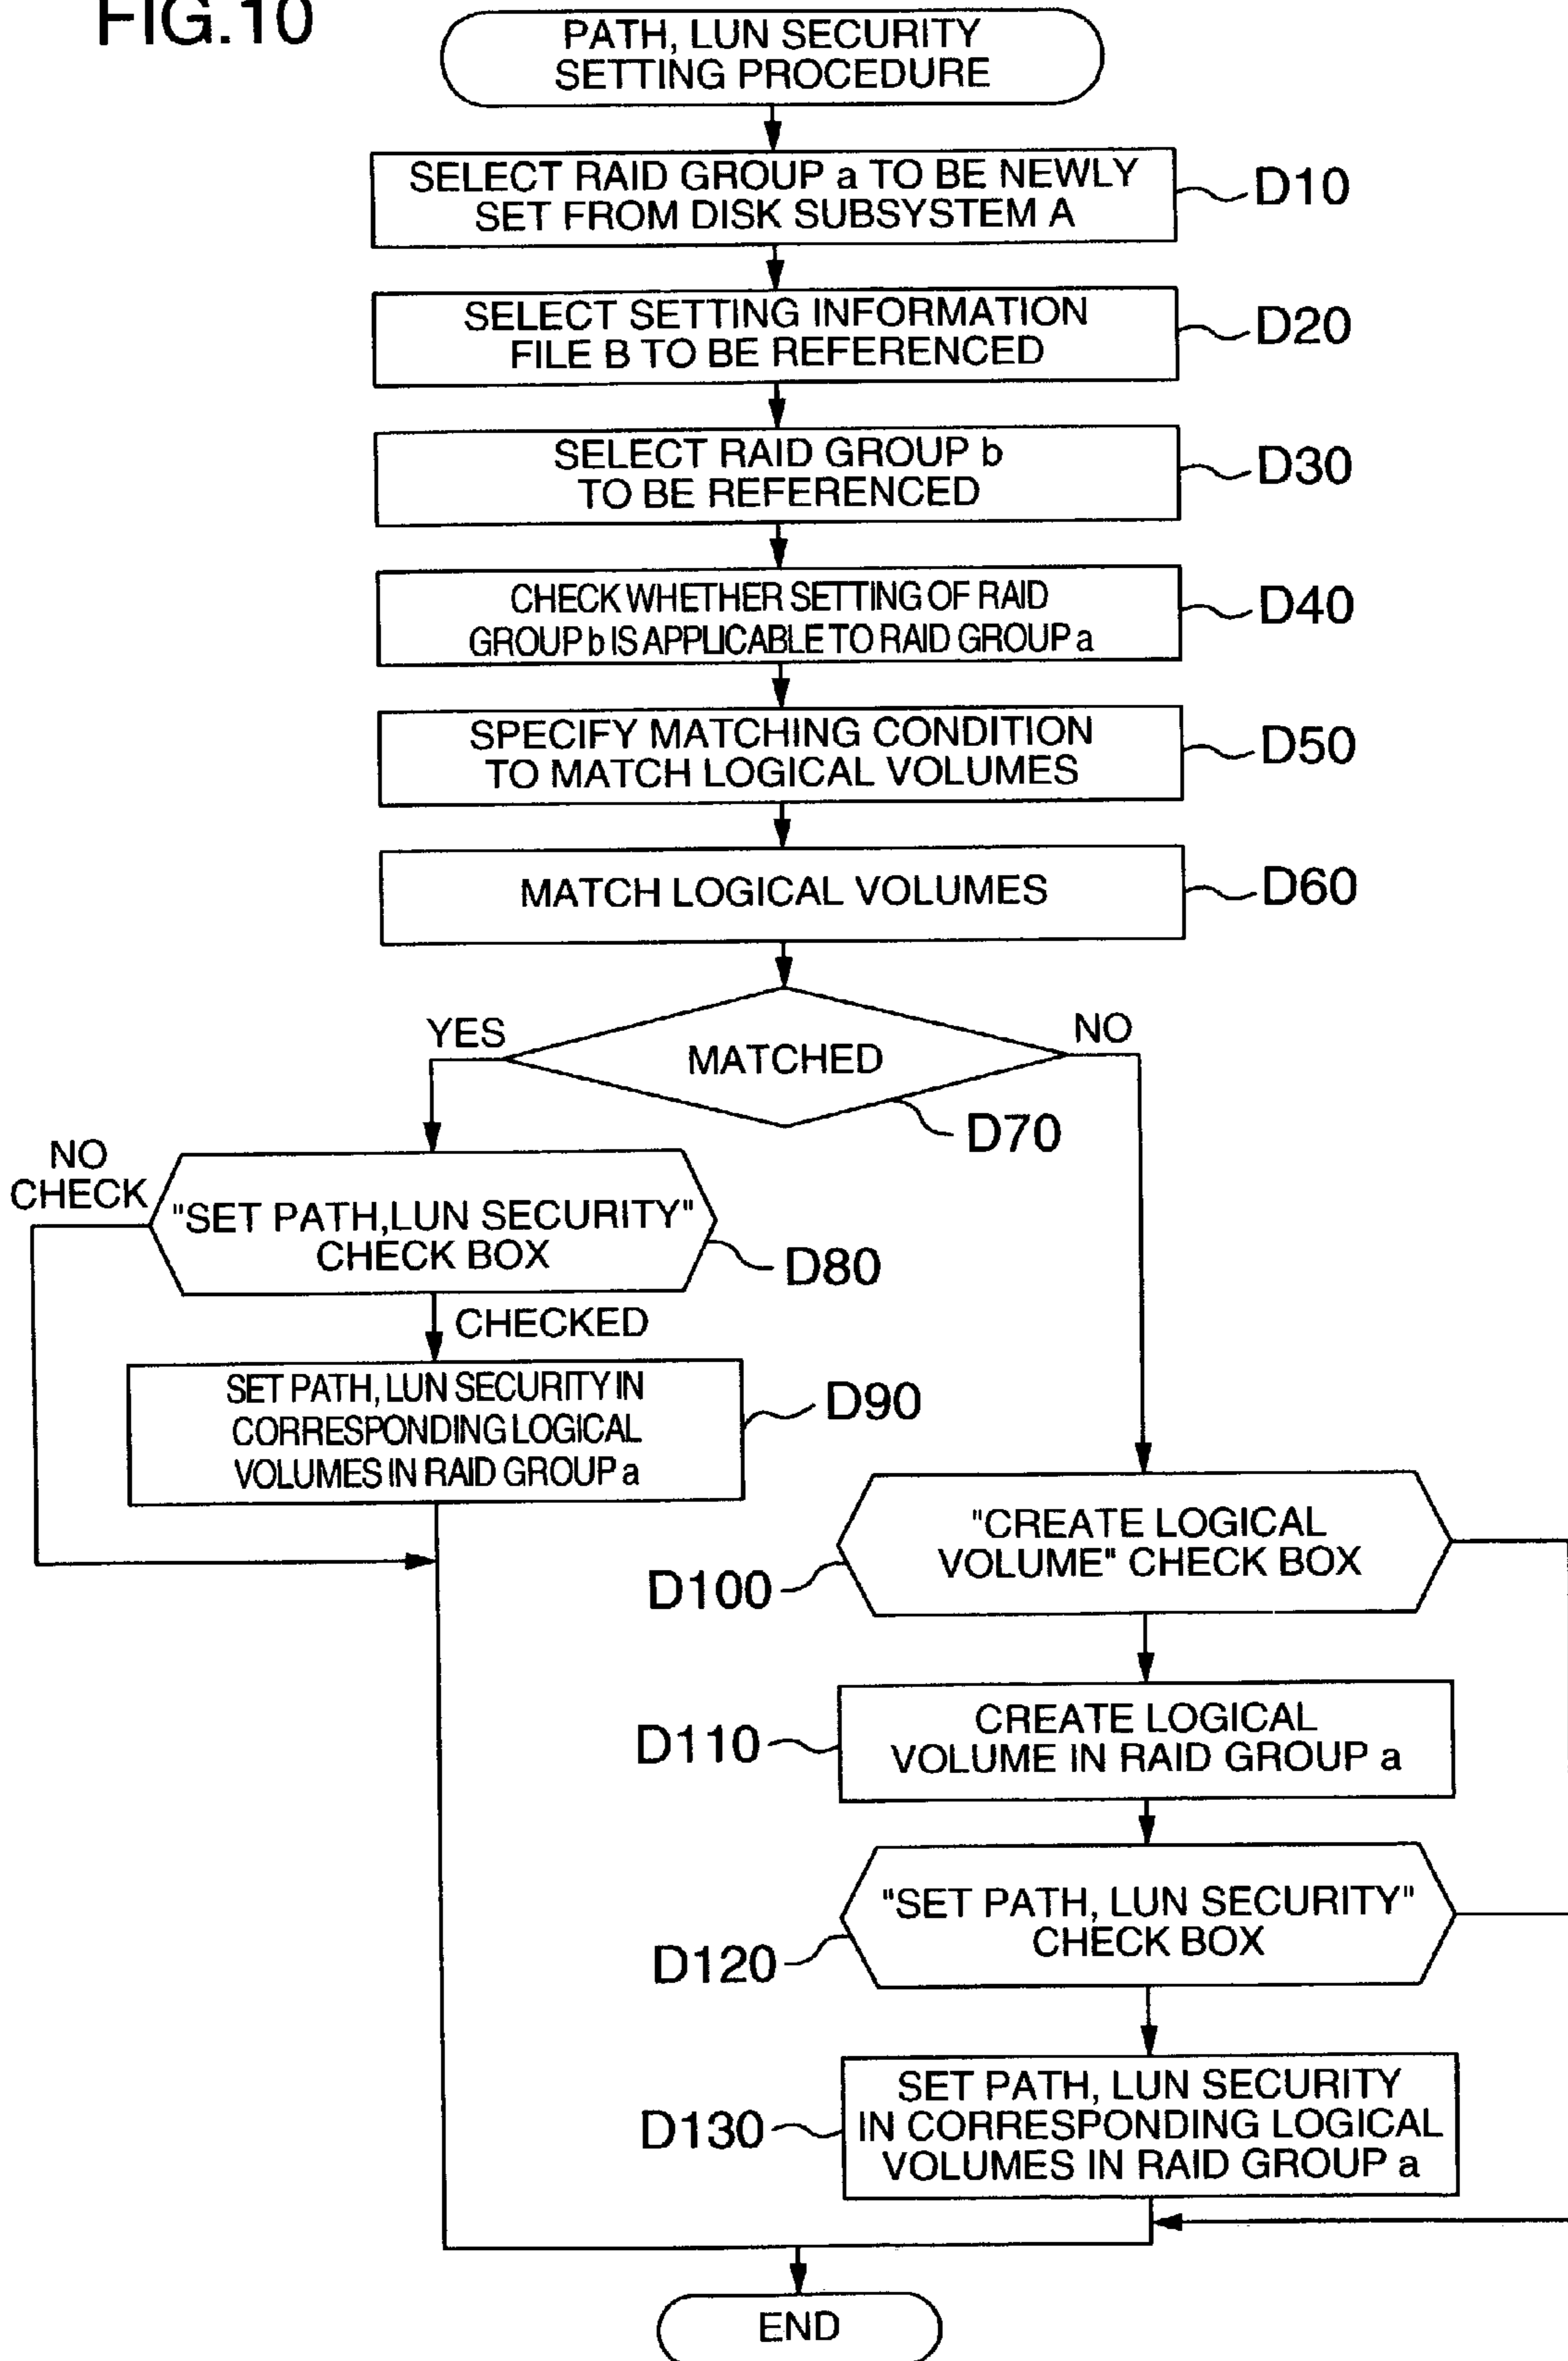 FIG.10
PATH, LUN SECURITY
SETTING PROCEDURE
SELECT RAID GROUP a TO BE NEWLY
SET FROM DISK SUBSYSTEM A
D10
SELECT SETTING INFORMATION
FILE B TO BE REFERENCED
D20
SELECT RAID GROUP b
TO BE REFERENCED
D30
CHECK WHETHER SETTING OF RAID
GROUP b IS APPLICABLE TO RAID GROUP a
D40
SPECIFY MATCHING CONDITION
TO MATCH LOGICAL VOLUMES
D50
MATCH LOGICAL VOLUMES
D60
YES
MATCHED
NO
D70
NO
CHECK
"SET PATH,LUN SECURITY"
CHECK BOX
D80
CHECKED
SET PATH, LUN SECURITY IN
CORRESPONDING LOGICAL
VOLUMES IN RAID GROUP a
D90
"CREATE LOGICAL
VOLUME" CHECK BOX
D100
CREATE LOGICAL
VOLUME IN RAID GROUP a
D110
"SET PATH, LUN SECURITY"
CHECK BOX
D120
SET PATH, LUN SECURITY
IN CORRESPONDING LOGICAL
VOLUMES IN RAID GROUP a
D130
END